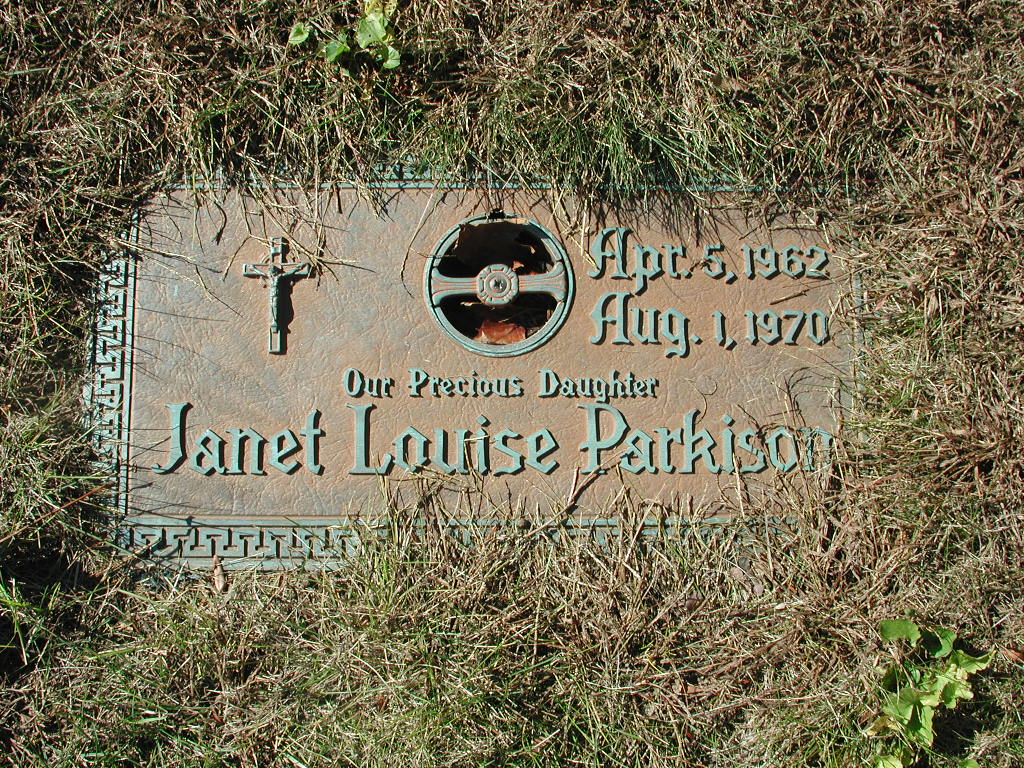 Apr. 5, 1962
Aug. 1, 1970
Our Precious Daughter
Janet Louise Parkison